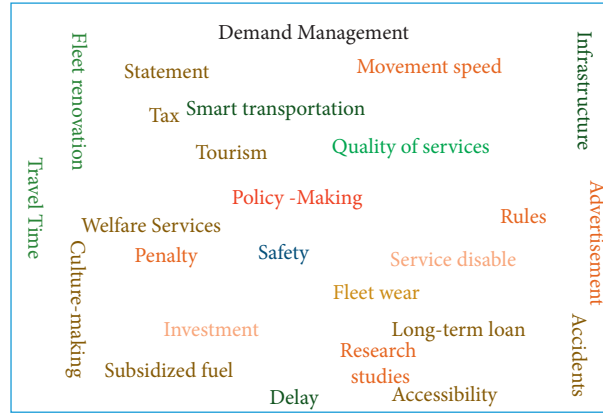 Demand Management
Fleet renovation
Infrastructure
Statement
Movement speed
Tax
Smart transportation
Tourism
Quality of services
Travel Time
Policy -Making
Advertisement
Rules
Welfare Services
Culture-making
Penalty
Safety
Service disable
Fleet wear
Investment
Long-term loan
Accidents
Research
studies
Subsidized fuel
Delay
Accessibility